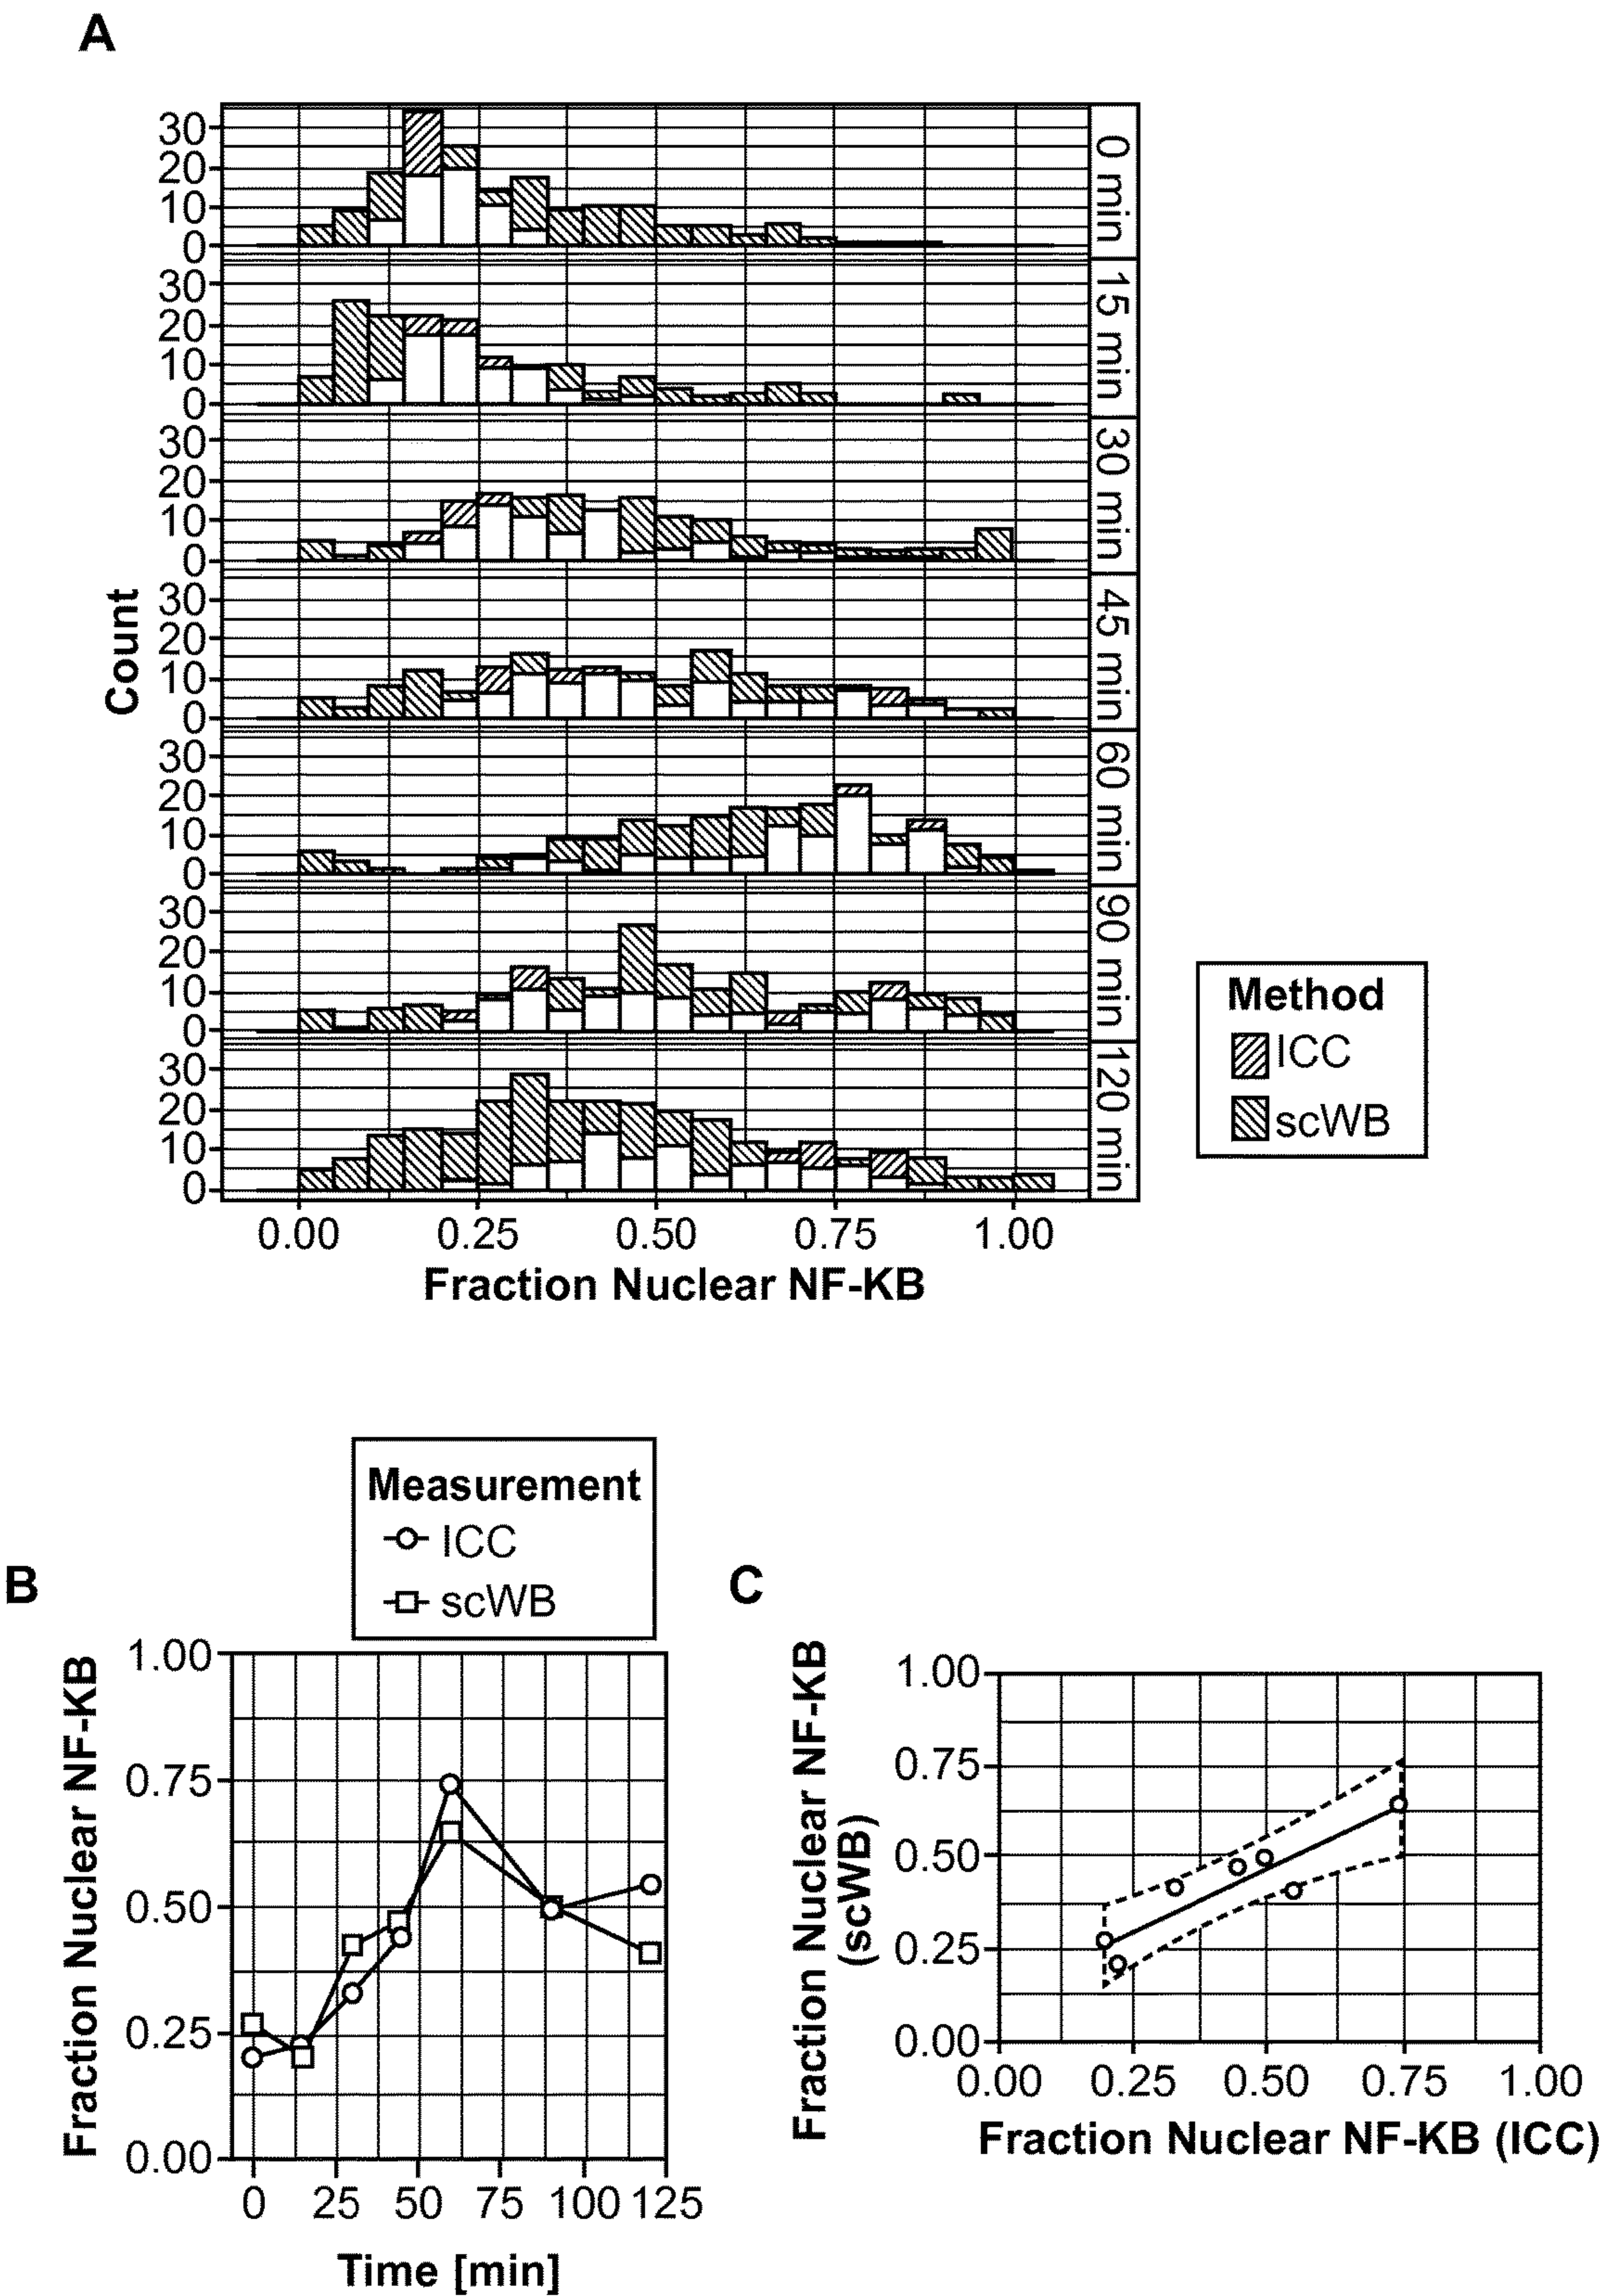 A
30
20
10
0
0 min
30
20
10
0
15 min
30
20
10
0
30 min
30
20
10
0
45 min
30
20
10
0
60 min
30
20
10
0
90 min
30
20
10
0
120 min
Count
0.00 0.25 0.50 0.75 1.00
Fraction Nuclear NF-KB
Method
ICC
scWB
B
Measurement
ICC
scWB
Fraction Nuclear NF-KB
1.00
0.75
0.50
0.25
0.00
0 25 50 75 100 125
Time [min]
C
Fraction Nuclear NF-KB
(scWB)
1.00
0.75
0.50
0.25
0.00
0.00 0.25 0.50 0.75 1.00
Fraction Nuclear NF-KB (ICC)